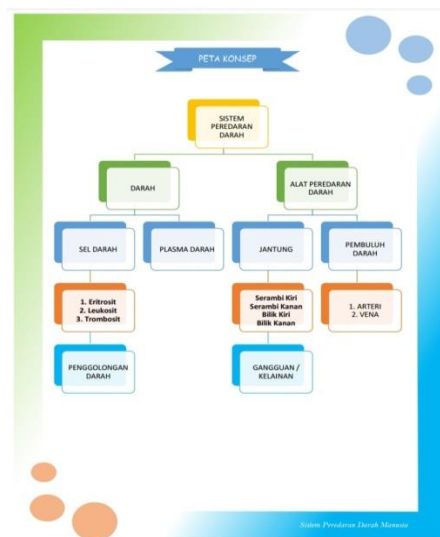 PETA KONSEP
SISTEM
PEREDARAN
DARAH
DARAH
ALAT PEREDARAN
DARAH
SEL DARAH
PLASMA DARAH
JANTUNG
PEMBULUH
DARAH
1. Eritrosit
2. Leukosit
3. Trombosit
Serambi Kiri
Serambi Kanan
Bilik Kiri
Bilik Kanan
1. ARTERI
2. VENA
PENGGOLONGAN
DARAH
GANGGUAN /
KELAINAN
Sistem Peredaran Darah Manusia